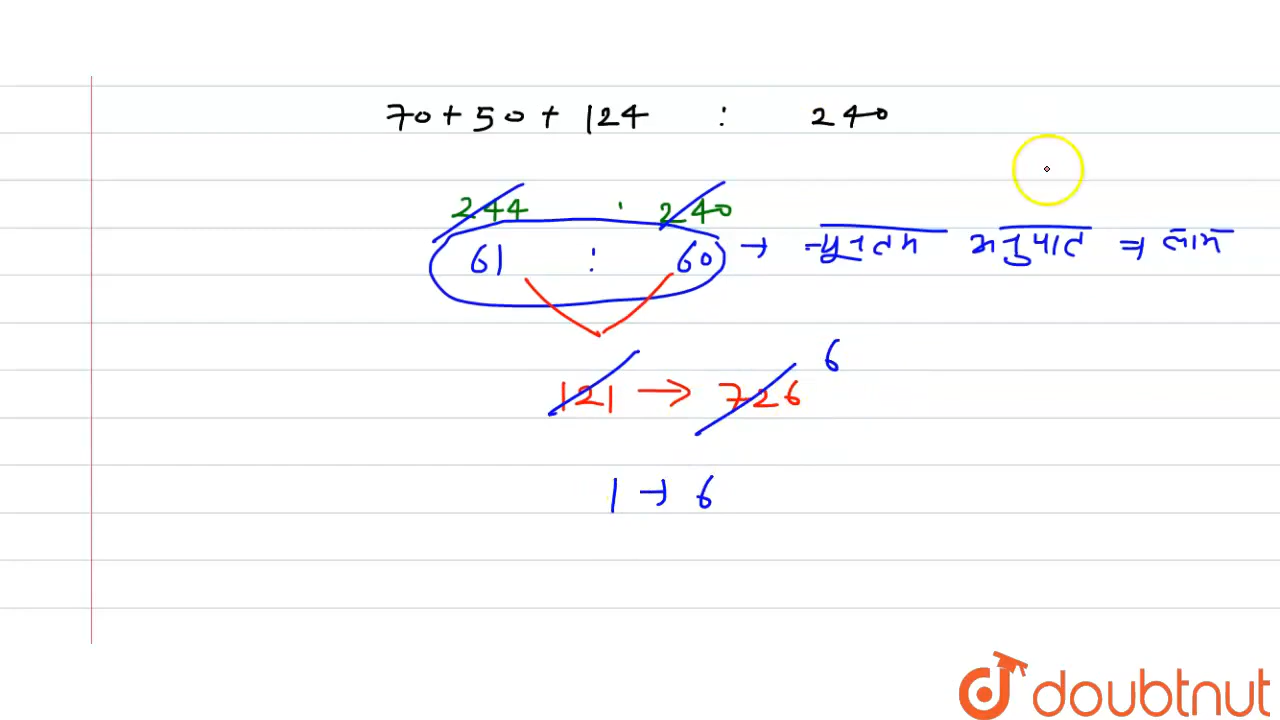 70 + 50 + 124 : 240
244 : 240
61 : 60 → न्यूनतम अनुपात ⇒ लाभ
121 → 726 6
1 → 6
doubtnut